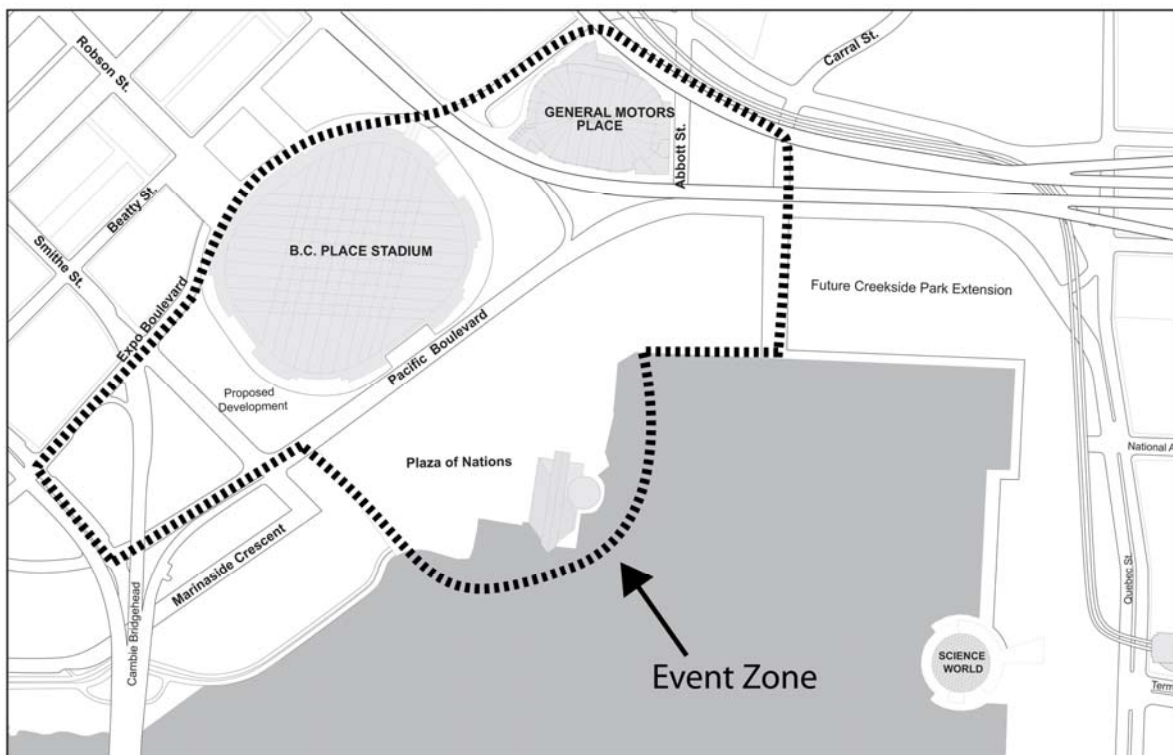 Robson St.
Carral St.
GENERAL MOTORS
PLACE
Abbott St.
Beatty St.
Smithe St.
B.C. PLACE STADIUM
Expo Boulevard
Pacific Boulevard
Future Creekside Park Extension
Proposed
Development
Plaza of Nations
National A
Marinaside Crescent
Cambie Bridgehead
Quebec St
Event Zone
SCIENCE
WORLD
Term